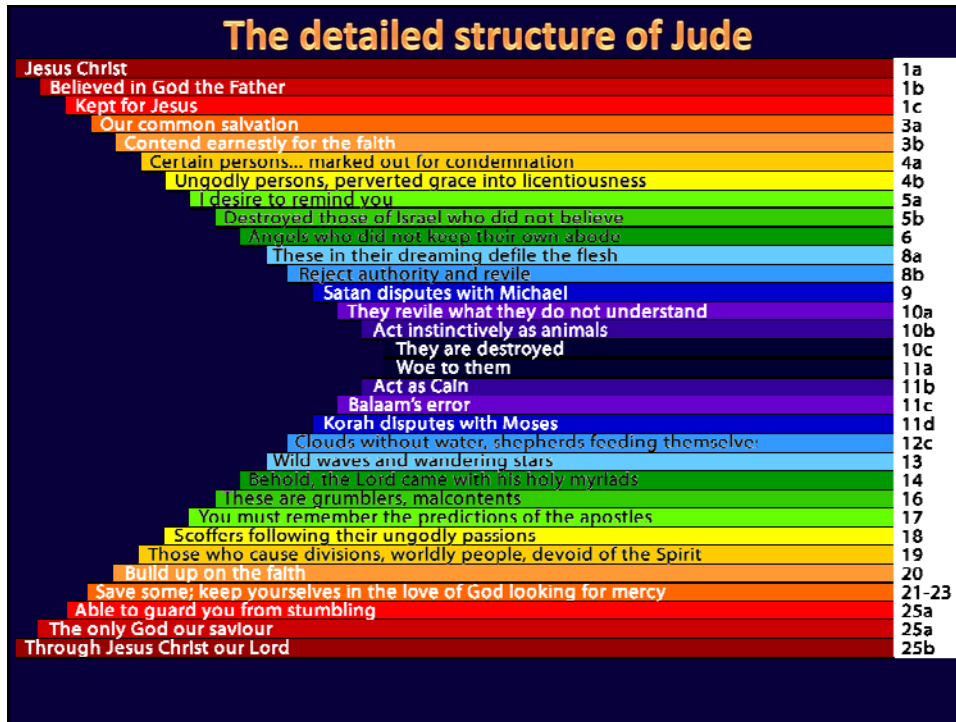 The detailed structure of Jude
Jesus Christ 1a
Believed in God the Father 1b
Kept for Jesus 1c
Our common salvation 3a
Contend earnestly for the faith 3b
Certain persons... marked out for condemnation 4a
Ungodly persons, perverted grace into licentiousness 4b
I desire to remind you 5a
Destroyed those of Israel who did not believe 5b
Angels who did not keep their own abode 6
These in their dreaming defile the flesh 8a
Reject authority and revile 8b
Satan disputes with Michael 9
They revile what they do not understand 10a
Act instinctively as animals 10b
They are destroyed 10c
Woe to them 11a
Act as Cain 11b
Balaam's error 11c
Korah disputes with Moses 11d
Clouds without water, shepherds feeding themselves 12c
Wild waves and wandering stars 13
Behold, the Lord came with his holy myriads 14
These are grumblers, malcontents 16
You must remember the predictions of the apostles 17
Scoffers following their ungodly passions 18
Those who cause divisions, worldly people, devoid of the Spirit 19
Build up on the faith 20
Save some; keep yourselves in the love of God looking for mercy 21-23
Able to guard you from stumbling 25a
The only God our saviour 25a
Through Jesus Christ our Lord 25b